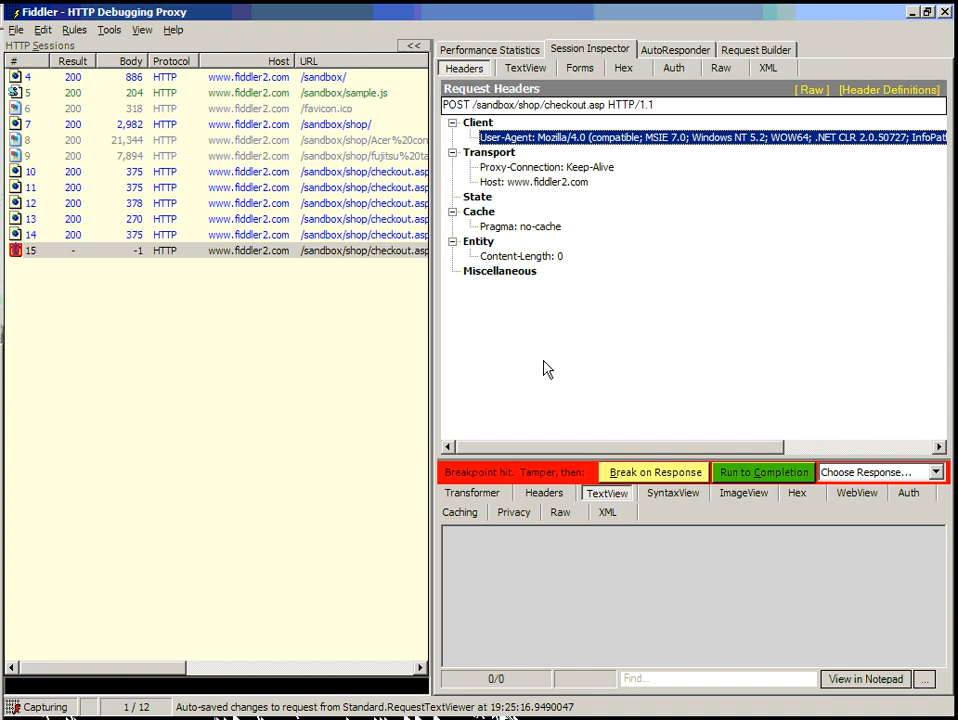 Fiddler - HTTP Debugging Proxy
File Edit Rules Tools View Help
HTTP Sessions <<
# Result Body Protocol Host URL
4 200 886 HTTP www.fiddler2.com /sandbox/
5 200 204 HTTP www.fiddler2.com /sandbox/sample.js
6 200 318 HTTP www.fiddler2.com /favicon.ico
7 200 2,982 HTTP www.fiddler2.com /sandbox/shop/
8 200 21,344 HTTP www.fiddler2.com /sandbox/shop/Acer%20con
9 200 7,894 HTTP www.fiddler2.com /sandbox/shop/fujitsu%20ta
10 200 375 HTTP www.fiddler2.com /sandbox/shop/checkout.asp
11 200 375 HTTP www.fiddler2.com /sandbox/shop/checkout.asp
12 200 378 HTTP www.fiddler2.com /sandbox/shop/checkout.asp
13 200 270 HTTP www.fiddler2.com /sandbox/shop/checkout.asp
14 200 375 HTTP www.fiddler2.com /sandbox/shop/checkout.asp
15 - -1 HTTP www.fiddler2.com /sandbox/shop/checkout.asp
Performance Statistics Session Inspector AutoResponder Request Builder
Headers TextView Forms Hex Auth Raw XML
Request Headers [ Raw ] [Header Definitions]
POST /sandbox/shop/checkout.asp HTTP/1.1
Client
User-Agent: Mozilla/4.0 (compatible; MSIE 7.0; Windows NT 5.2; WOW64; .NET CLR 2.0.50727; InfoPat
Transport
Proxy-Connection: Keep-Alive
Host: www.fiddler2.com
State
Cache
Pragma: no-cache
Entity
Content-Length: 0
Miscellaneous
Breakpoint hit. Tamper, then: Break on Response Run to Completion Choose Response...
Transformer Headers TextView SyntaxView ImageView Hex WebView Auth
Caching Privacy Raw XML
0/0 Find... View in Notepad ...
Capturing 1 / 12 Auto-saved changes to request from Standard.RequestTextViewer at 19:25:16.9490047